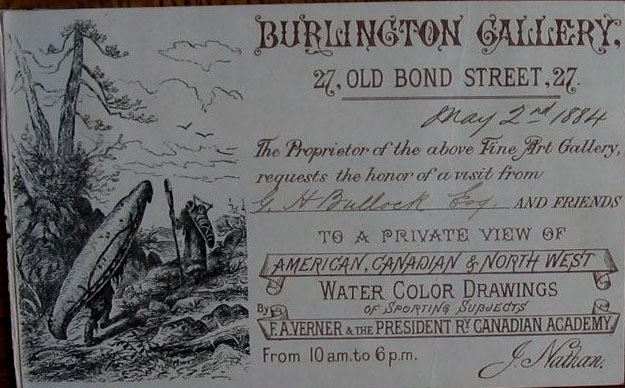 BURLINGTON GALLERY,
27, OLD BOND STREET, 27.
May 2nd 1884
The Proprietor of the above Fine Art Gallery,
requests the honor of a visit from
G. H Bullock Esq. AND FRIENDS
TO A PRIVATE VIEW OF
AMERICAN, CANADIAN & NORTH WEST
WATER COLOR DRAWINGS
OF SPORTING SUBJECTS
By F. A. VERNER & THE PRESIDENT RL CANADIAN ACADEMY,
From 10 am. to 6 p.m. J. Nathan.